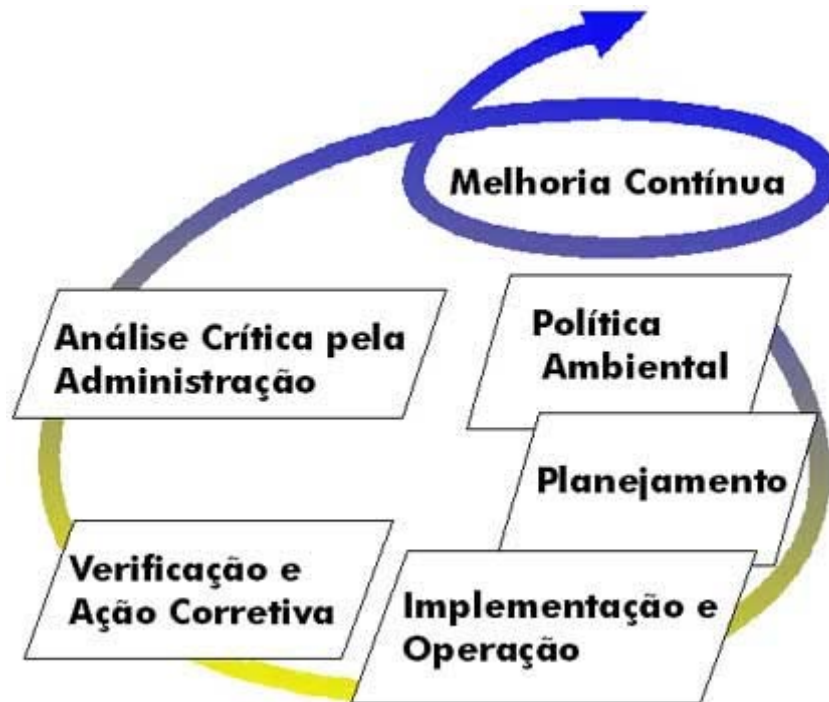 Melhoria Contínua
Política
Ambiental
Planejamento
Implementação e
Operação
Verificação e
Ação Corretiva
Análise Crítica pela
Administração